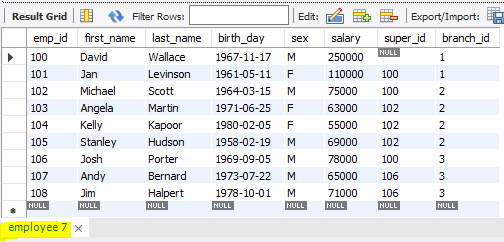 Result Grid Filter Rows: Edit: Export/Import:
emp_id first_name last_name birth_day sex salary super_id branch_id
100 David Wallace 1967-11-17 M 250000 NULL 1
101 Jan Levinson 1961-05-11 F 110000 100 1
102 Michael Scott 1964-03-15 M 75000 100 2
103 Angela Martin 1971-06-25 F 63000 102 2
104 Kelly Kapoor 1980-02-05 F 55000 102 2
105 Stanley Hudson 1958-02-19 M 69000 102 2
106 Josh Porter 1969-09-05 M 78000 100 3
107 Andy Bernard 1973-07-22 M 65000 106 3
108 Jim Halpert 1978-10-01 M 71000 106 3
NULL NULL NULL NULL NULL NULL NULL NULL
employee 7